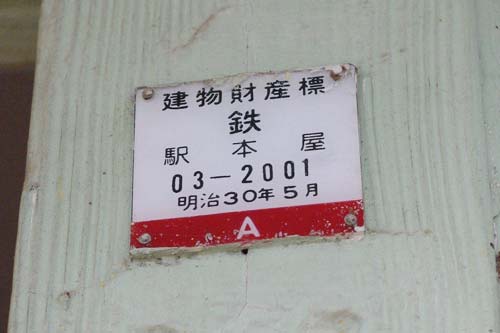 建物財産標
鉄
駅本屋
03-2001
明治30年5月
A